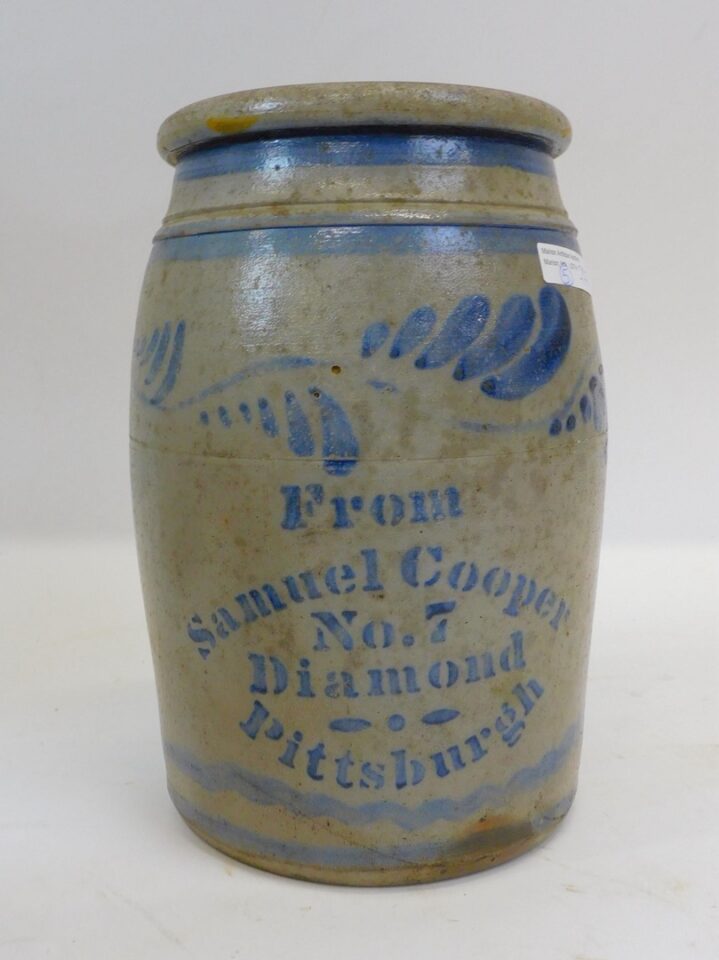 From
Samuel Cooper
No. 7
Diamond
Pittsburgh